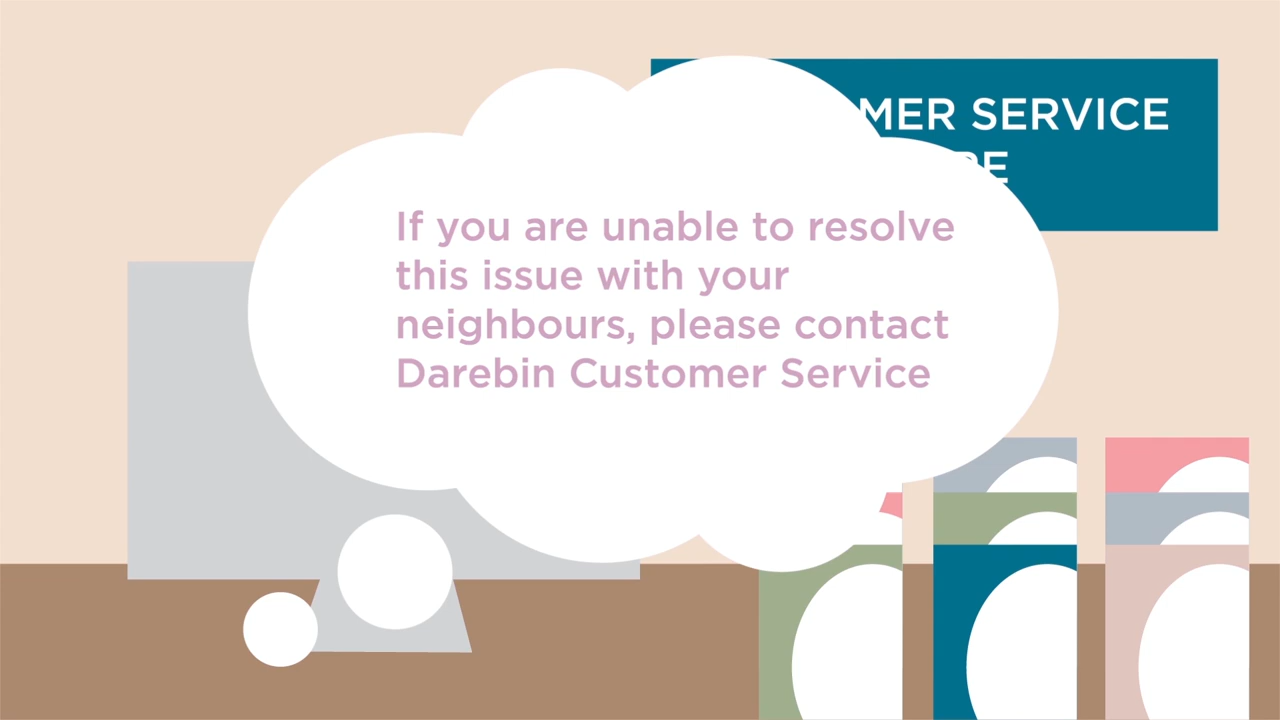 MER SERVICE
If you are unable to resolve
this issue with your
neighbours, please contact
Darebin Customer Service